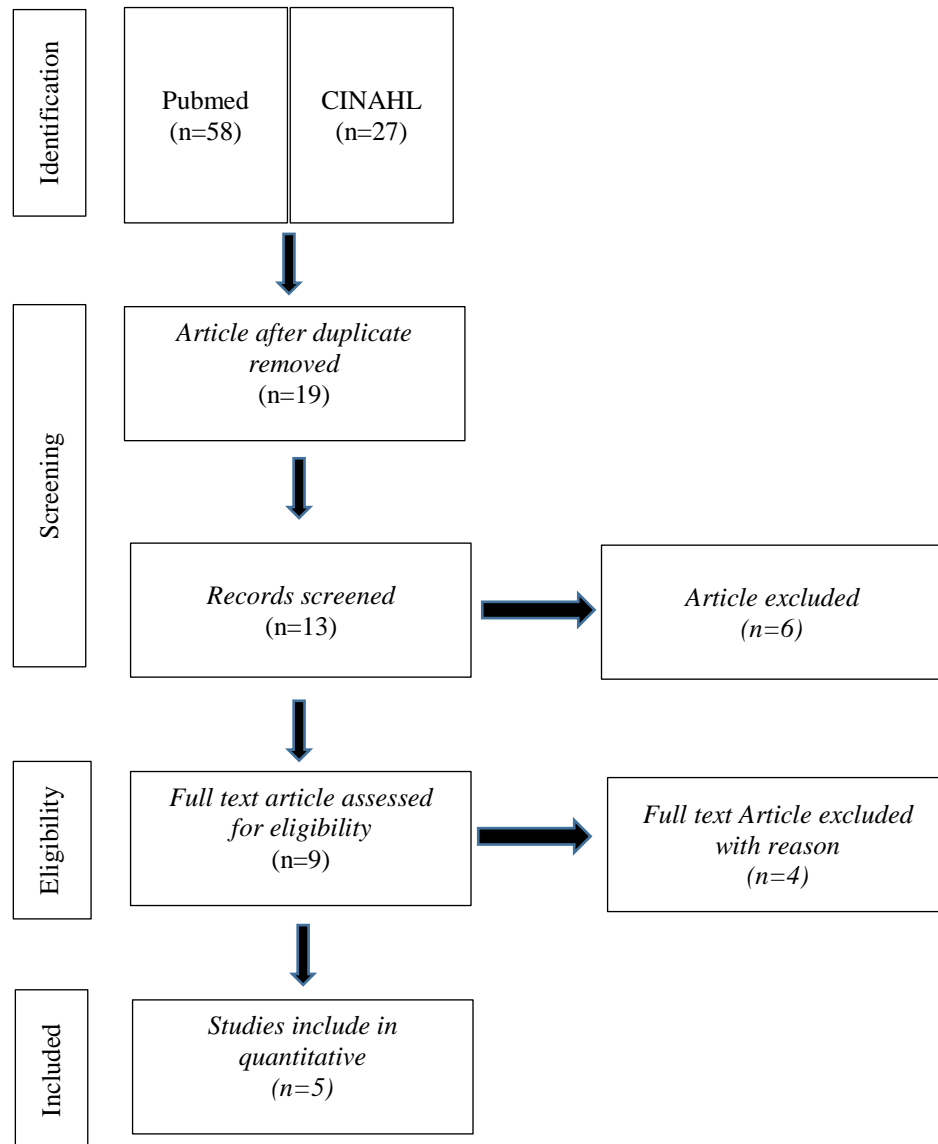 Identification
Pubmed
(n=58)
CINAHL
(n=27)
Screening
Article after duplicate
removed
(n=19)
Records screened
(n=13)
Article excluded
(n=6)
Eligibility
Full text article assessed
for eligibility
(n=9)
Full text Article excluded
with reason
(n=4)
Included
Studies include in
quantitative
(n=5)